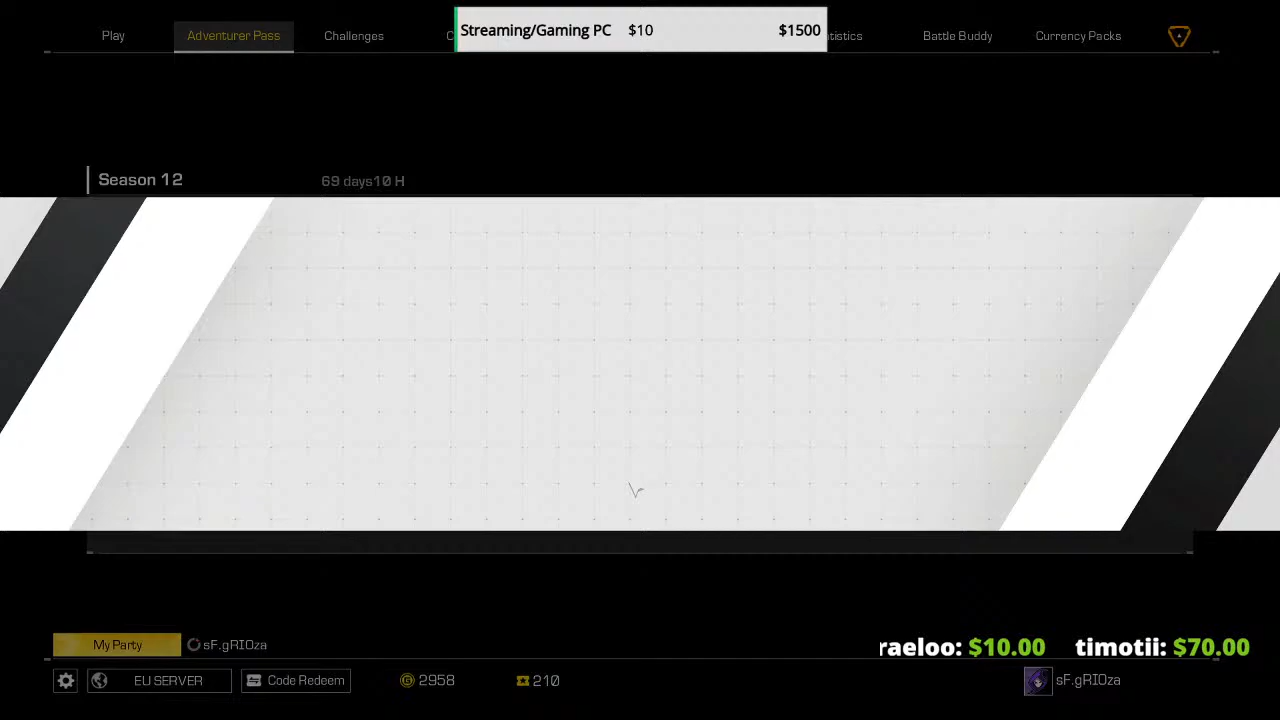 Play Adventurer Pass Challenges Battle Buddy Currency Packs
Streaming/Gaming PC $10 $1500
Season 12 69 days10 H
My Party sF.gRIOza
raeloo: $10.00 timotii: $70.00
EU SERVER Code Redeem 2958 210 sF.gRIOza